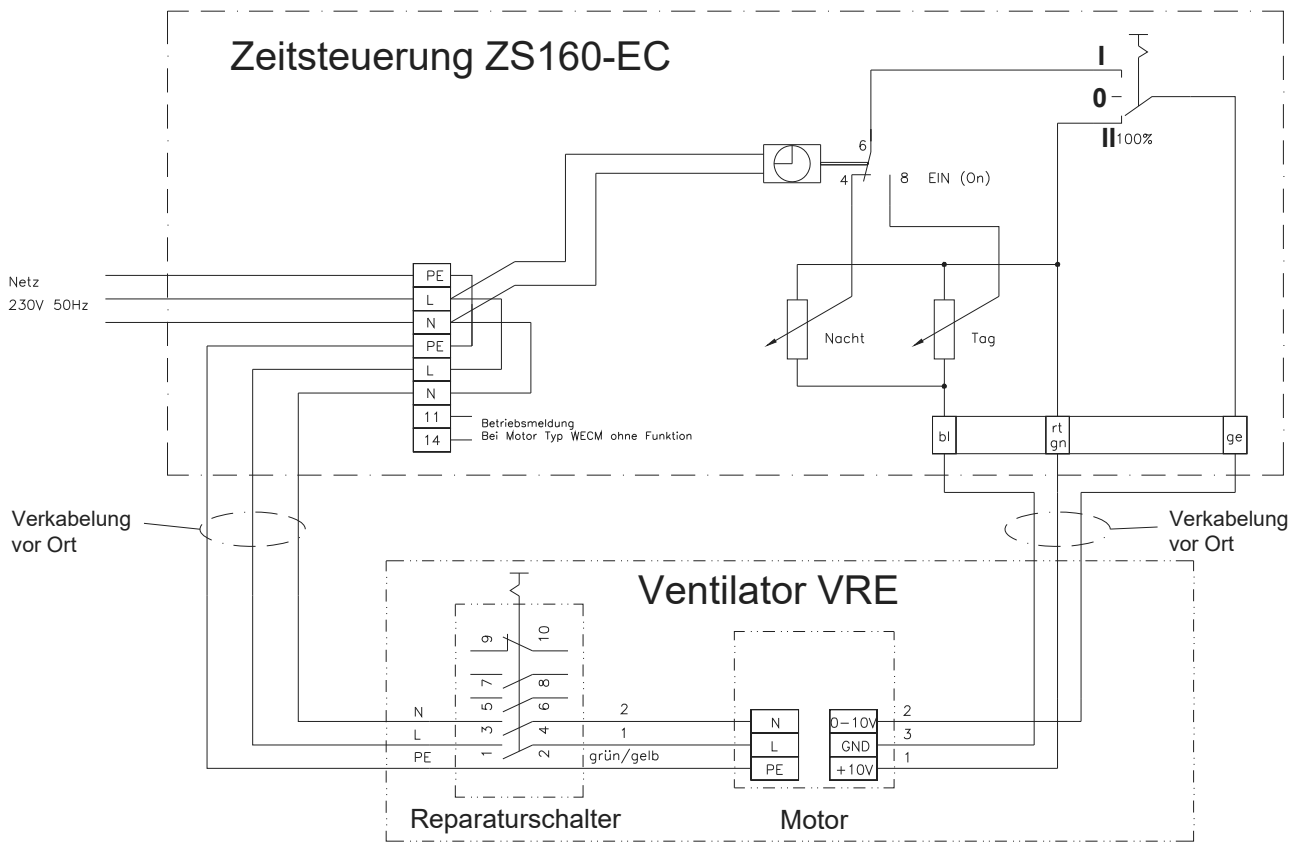 Zeitsteuerung ZS160-EC
I
0
II 100%
6
4
8 EIN (On)
Netz
230V 50Hz
PE
L
N
PE
L
N
11
14
Betriebsmeldung
Bei Motor Typ WECM ohne Funktion
Nacht
Tag
bl
rt
gn
ge
Verkabelung
vor Ort
Verkabelung
vor Ort
Ventilator VRE
9 10
7 8
5 6
3 4
1 2
N
L
PE
2
1
grün/gelb
N
L
PE
0-10V
GND
+10V
2
3
1
Reparaturschalter
Motor